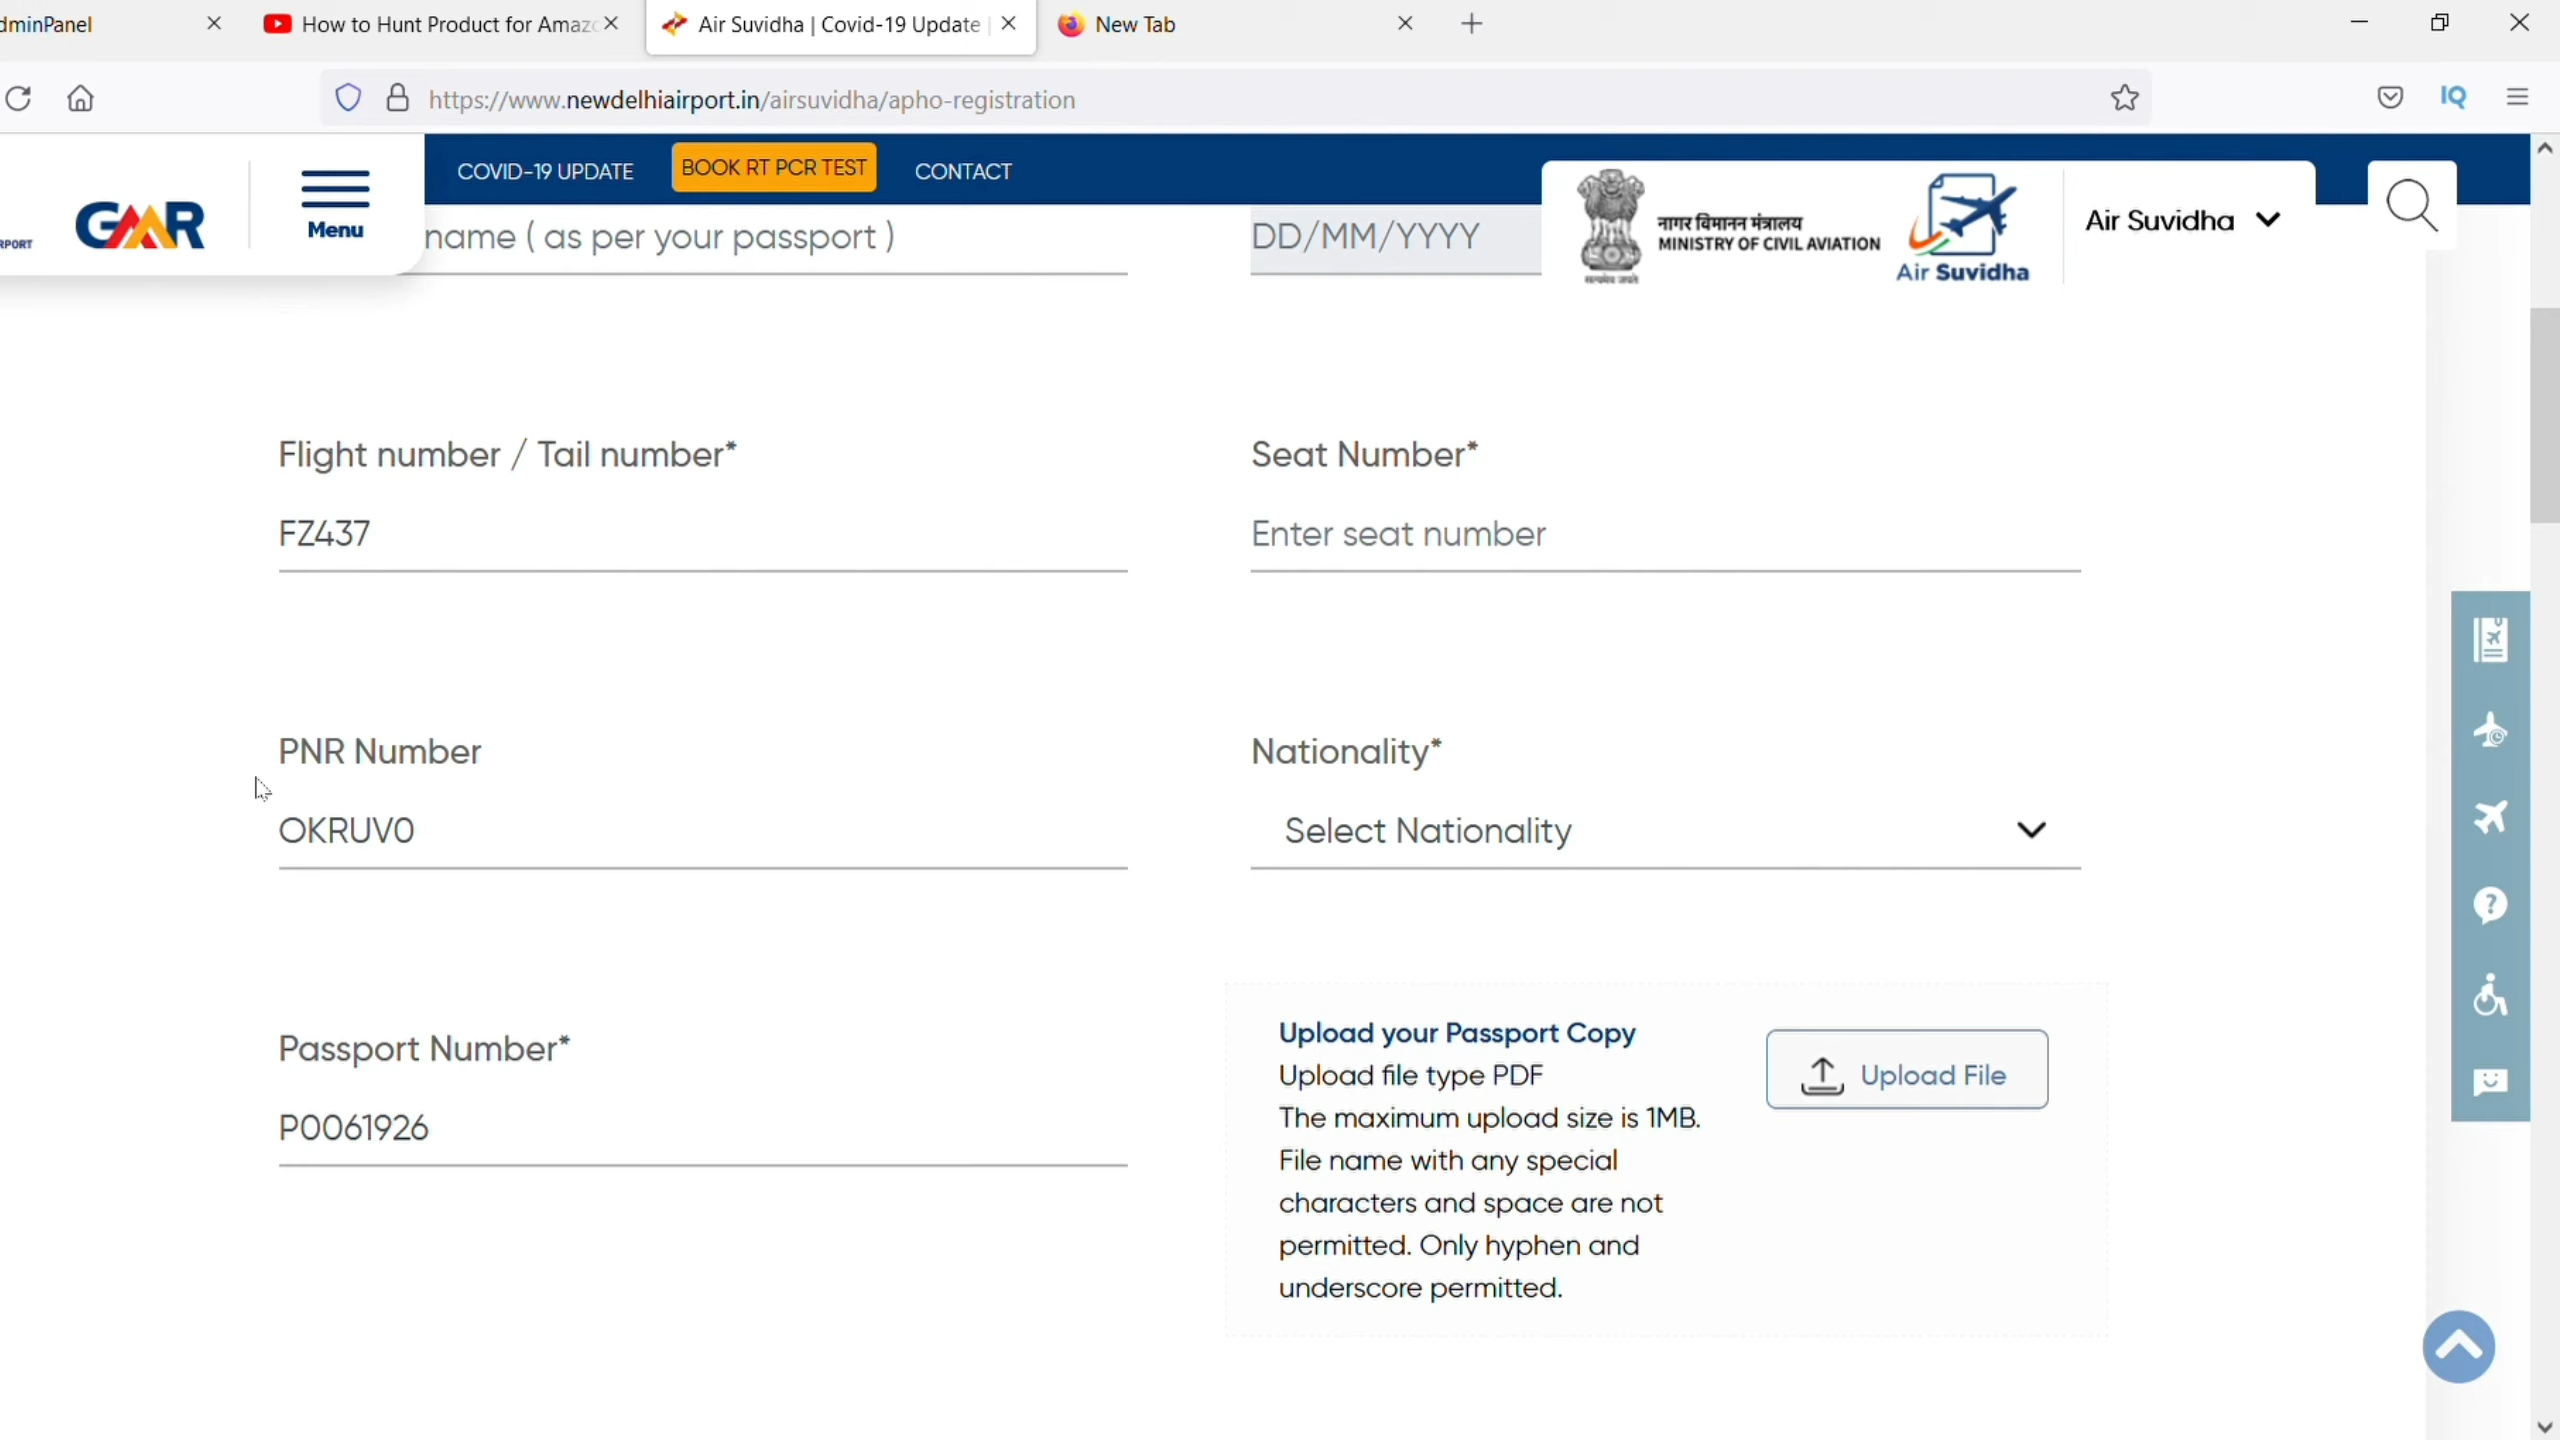 dminPanel
How to Hunt Product for Amaz
Air Suvidha | Covid-19 Update
New Tab
https://www.newdelhiairport.in/airsuvidha/apho-registration
IQ
RPORT
GMR
Menu
COVID-19 UPDATE
BOOK RT PCR TEST
CONTACT
नागर विमानन मंत्रालय
MINISTRY OF CIVIL AVIATION
सत्यमेव जयते
Air Suvidha
Air Suvidha
name ( as per your passport )
DD/MM/YYYY
Flight number / Tail number*
Seat Number*
FZ437
Enter seat number
PNR Number
Nationality*
OKRUV0
Select Nationality
Passport Number*
P0061926
Upload your Passport Copy
Upload file type PDF
The maximum upload size is 1MB.
File name with any special
characters and space are not
permitted. Only hyphen and
underscore permitted.
Upload File